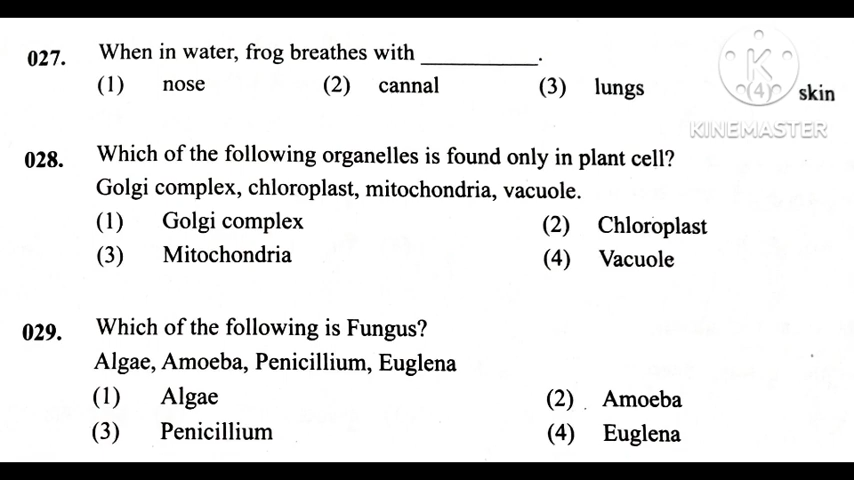 027. When in water, frog breathes with __________.
(1) nose (2) cannal (3) lungs (4) skin
K
KINEMASTER
028. Which of the following organelles is found only in plant cell?
Golgi complex, chloroplast, mitochondria, vacuole.
(1) Golgi complex (2) Chloroplast
(3) Mitochondria (4) Vacuole
029. Which of the following is Fungus?
Algae, Amoeba, Penicillium, Euglena
(1) Algae (2) Amoeba
(3) Penicillium (4) Euglena